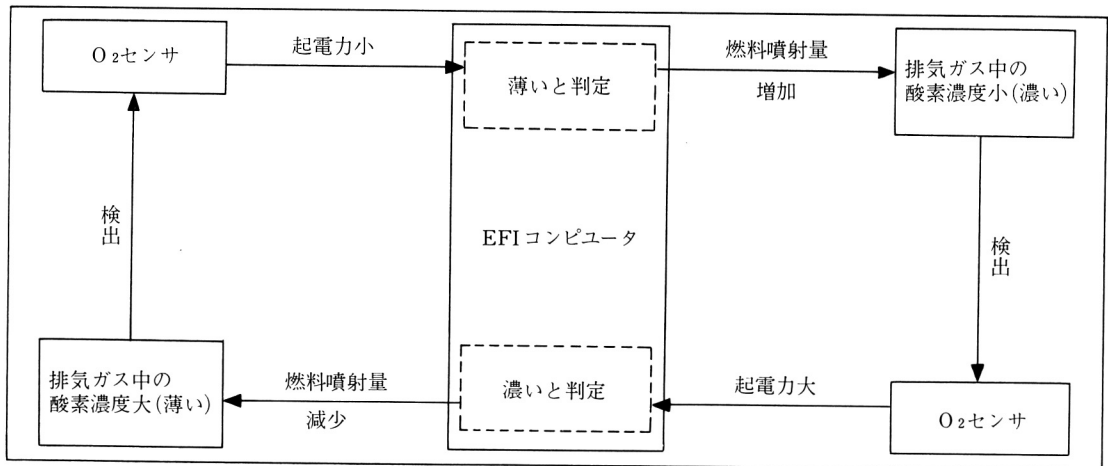 O₂センサ
起電力小
薄いと判定
燃料噴射量
増加
排気ガス中の
酸素濃度小(濃い)
検出
EFIコンピユータ
検出
排気ガス中の
酸素濃度大(薄い)
燃料噴射量
減少
濃いと判定
起電力大
O₂センサ